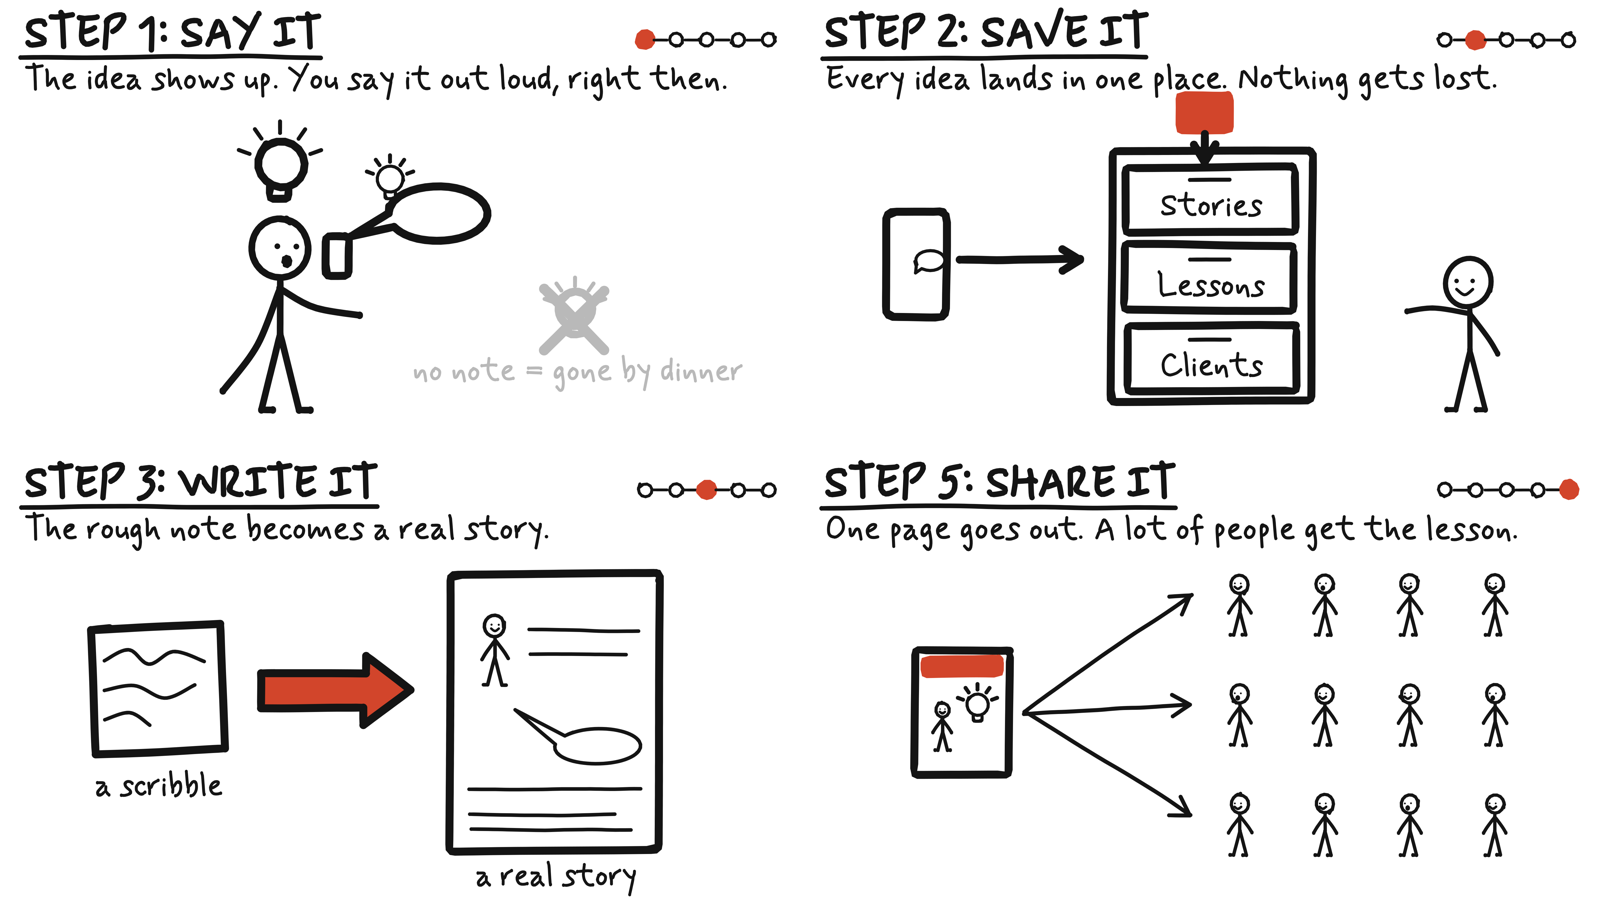 STEP 1: SAY IT
The idea shows up. You say it out loud, right then.
no note = gone by dinner
STEP 2: SAVE IT
Every idea lands in one place. Nothing gets lost.
Stories
Lessons
Clients
STEP 3: WRITE IT
The rough note becomes a real story.
a scribble
a real story
STEP 5: SHARE IT
One page goes out. A lot of people get the lesson.